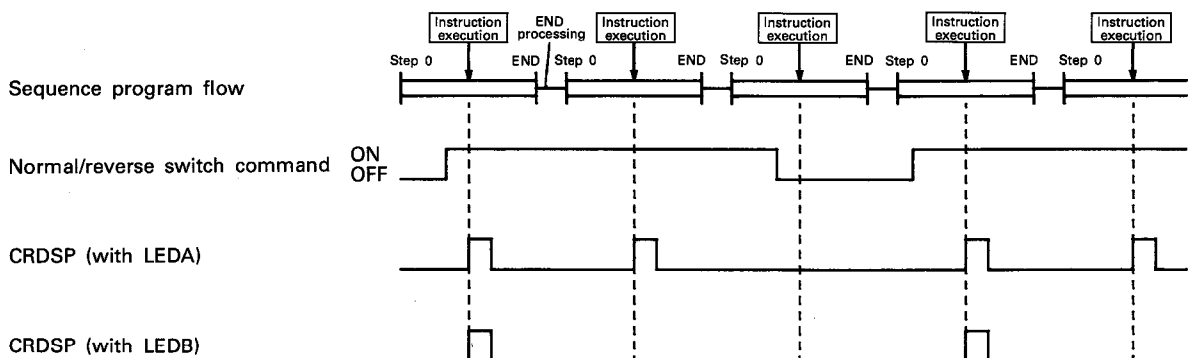 Instruction
execution
END
processing
Instruction
execution
Instruction
execution
Instruction
execution
Instruction
execution
Step 0
END
Step 0
END
Step 0
END
Step 0
END
Step 0
Sequence program flow
Normal/reverse switch command
ON
OFF
CRDSP (with LEDA)
CRDSP (with LEDB)